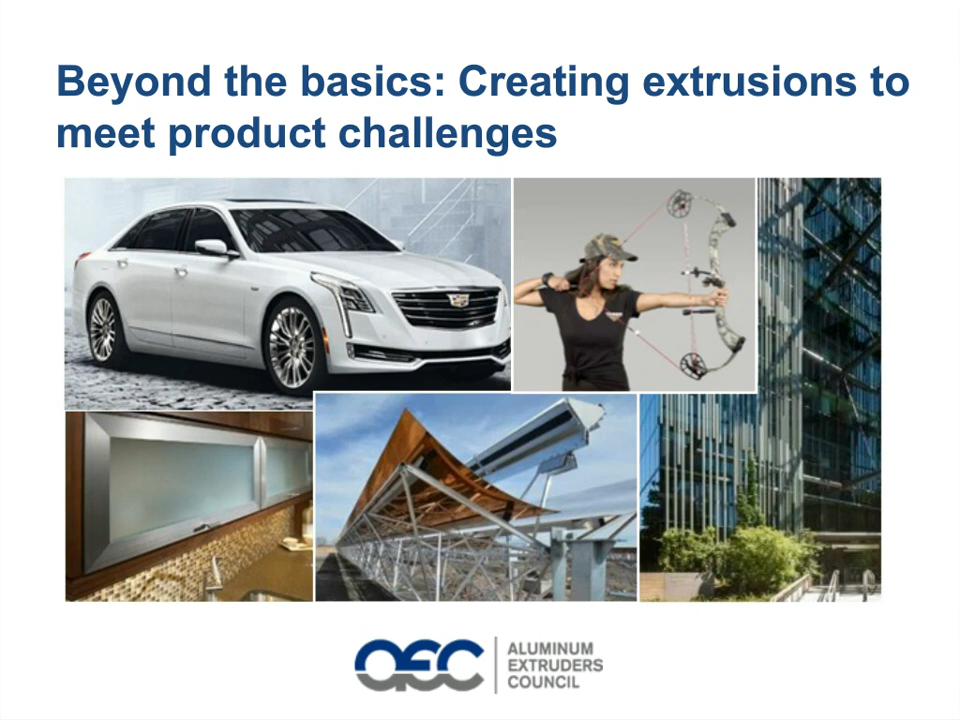 Beyond the basics: Creating extrusions to
meet product challenges
AEC
ALUMINUM
EXTRUDERS
COUNCIL